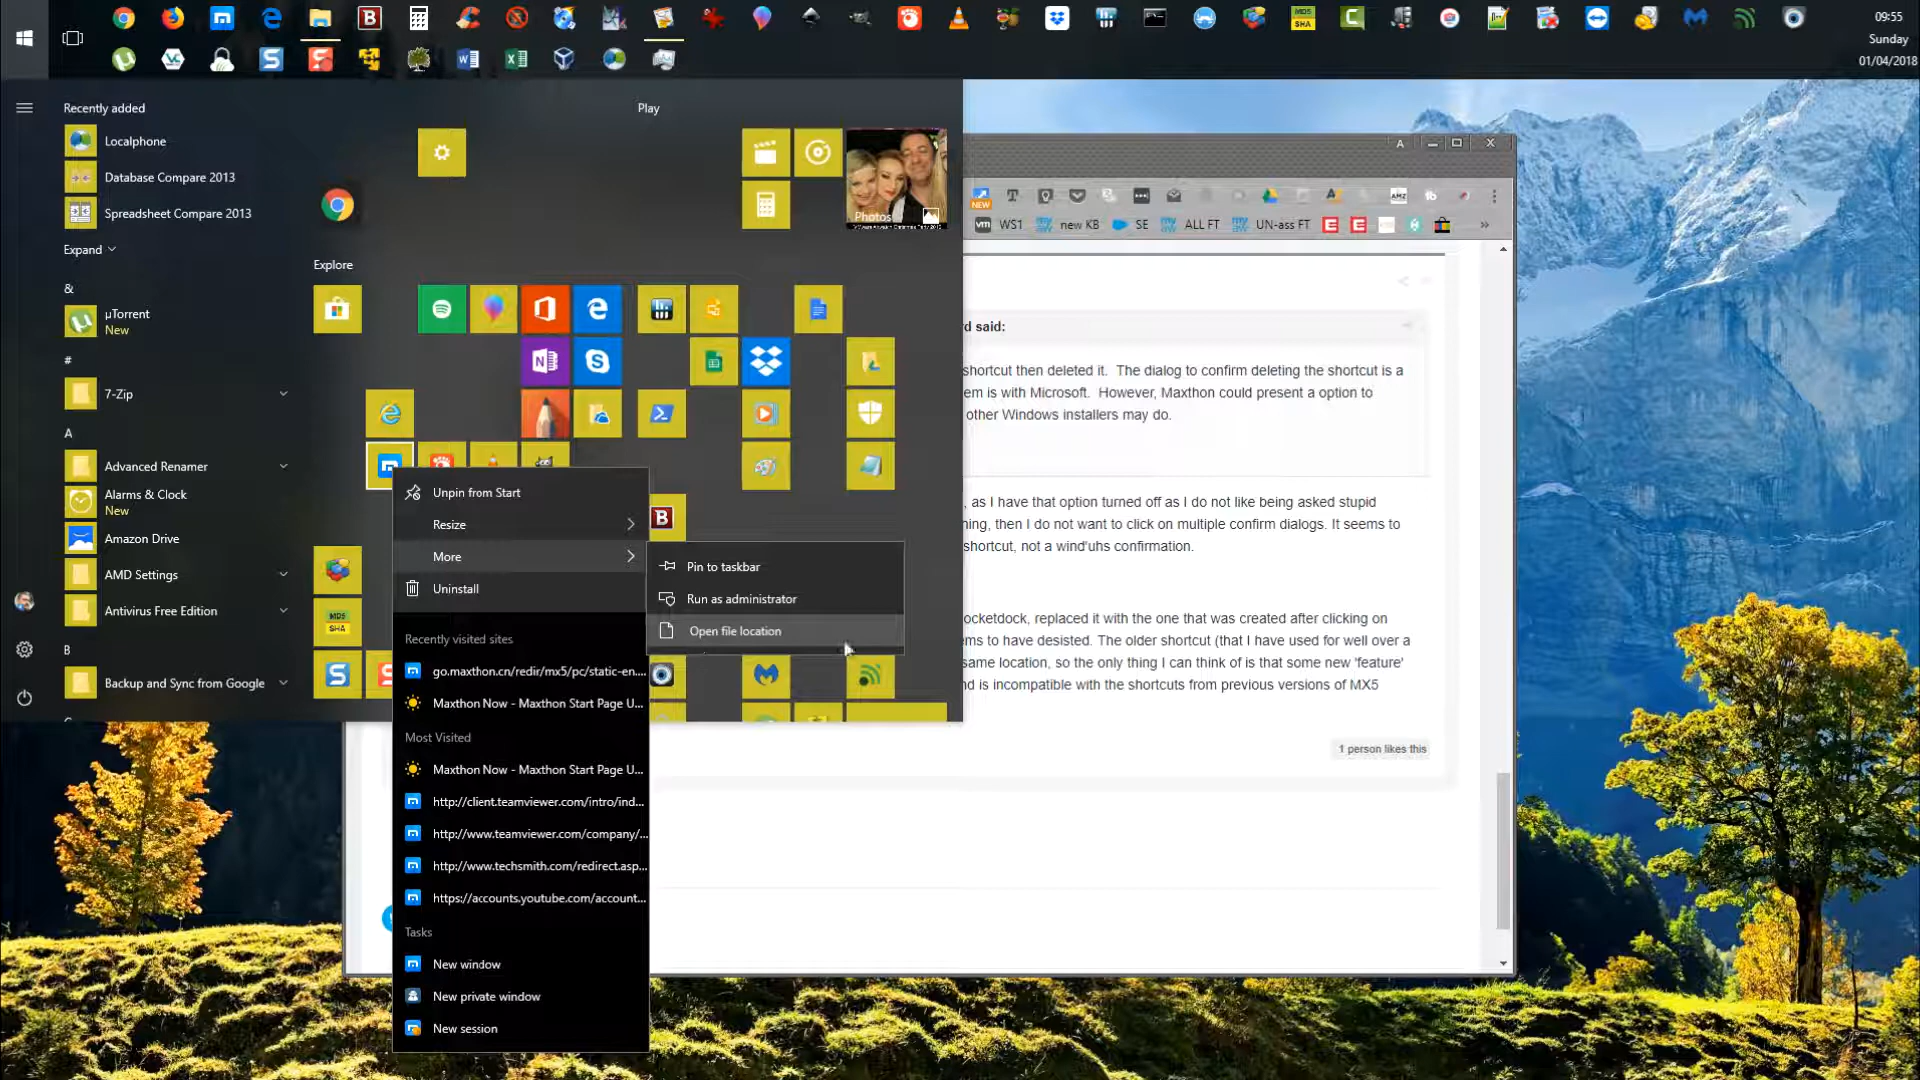 09:55
Sunday
01/04/2018
Recently added
Localphone
Database Compare 2013
Spreadsheet Compare 2013
Expand
&
µTorrent
New
#
7-Zip
A
Advanced Renamer
Alarms & Clock
New
Amazon Drive
AMD Settings
Antivirus Free Edition
B
Backup and Sync from Google
Explore
Play
Photos
MD5
SHA
MD5
SHA
Unpin from Start
Resize
More
Uninstall
Pin to taskbar
Run as administrator
Open file location
Recently visited sites
go.maxthon.cn/redir/mx5/pc/static-en....
Maxthon Now - Maxthon Start Page U...
Most Visited
Maxthon Now - Maxthon Start Page U...
http://client.teamviewer.com/intro/ind...
http://www.teamviewer.com/company/...
http://www.techsmith.com/redirect.asp...
https://accounts.youtube.com/account...
Tasks
New window
New private window
New session
A
NEW
AMZ
vm WS1 new KB SE ALL FT UN-ass FT »
d said:
shortcut then deleted it. The dialog to confirm deleting the shortcut is a
em is with Microsoft. However, Maxthon could present a option to
other Windows installers may do.
, as I have that option turned off as I do not like being asked stupid
ning, then I do not want to click on multiple confirm dialogs. It seems to
shortcut, not a wind'uhs confirmation.
ocketdock, replaced it with the one that was created after clicking on
ems to have desisted. The older shortcut (that I have used for well over a
same location, so the only thing I can think of is that some new 'feature'
nd is incompatible with the shortcuts from previous versions of MX5
1 person likes this